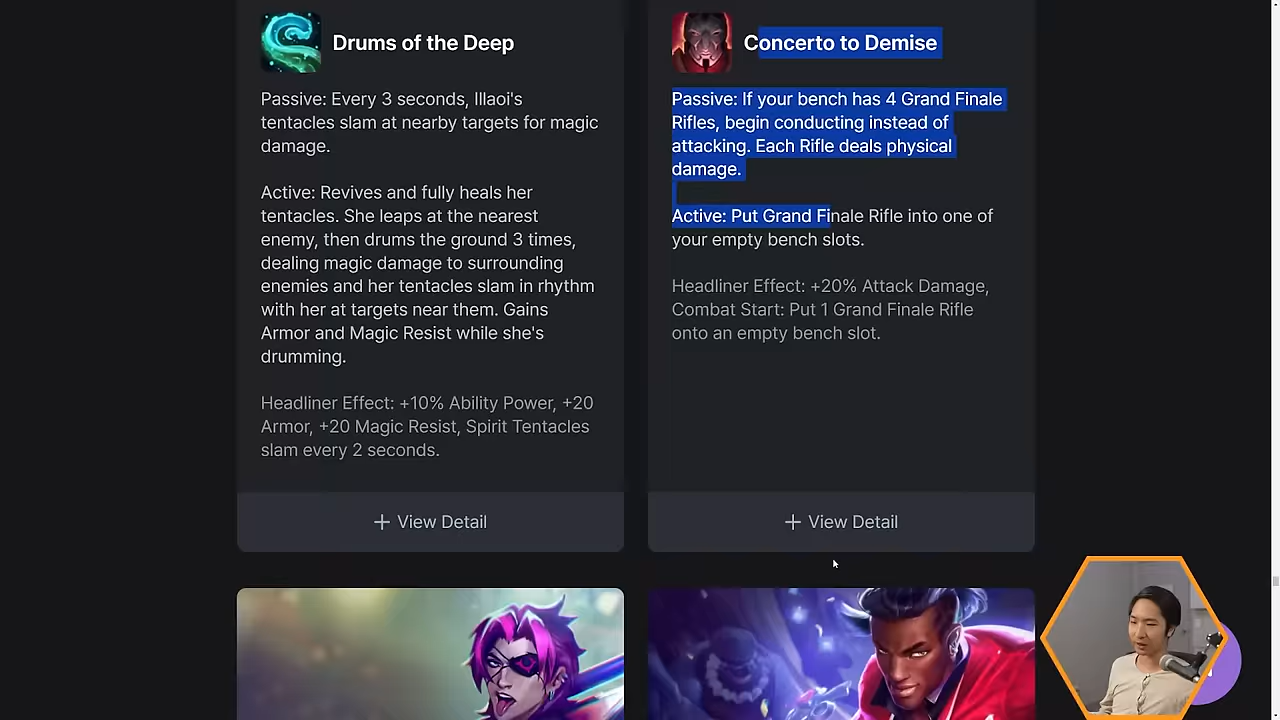 Drums of the Deep
Passive: Every 3 seconds, Illaoi's
tentacles slam at nearby targets for magic
damage.
Active: Revives and fully heals her
tentacles. She leaps at the nearest
enemy, then drums the ground 3 times,
dealing magic damage to surrounding
enemies and her tentacles slam in rhythm
with her at targets near them. Gains
Armor and Magic Resist while she's
drumming.
Headliner Effect: +10% Ability Power, +20
Armor, +20 Magic Resist, Spirit Tentacles
slam every 2 seconds.
+ View Detail
Concerto to Demise
Passive: If your bench has 4 Grand Finale
Rifles, begin conducting instead of
attacking. Each Rifle deals physical
damage.
Active: Put Grand Finale Rifle into one of
your empty bench slots.
Headliner Effect: +20% Attack Damage,
Combat Start: Put 1 Grand Finale Rifle
onto an empty bench slot.
+ View Detail